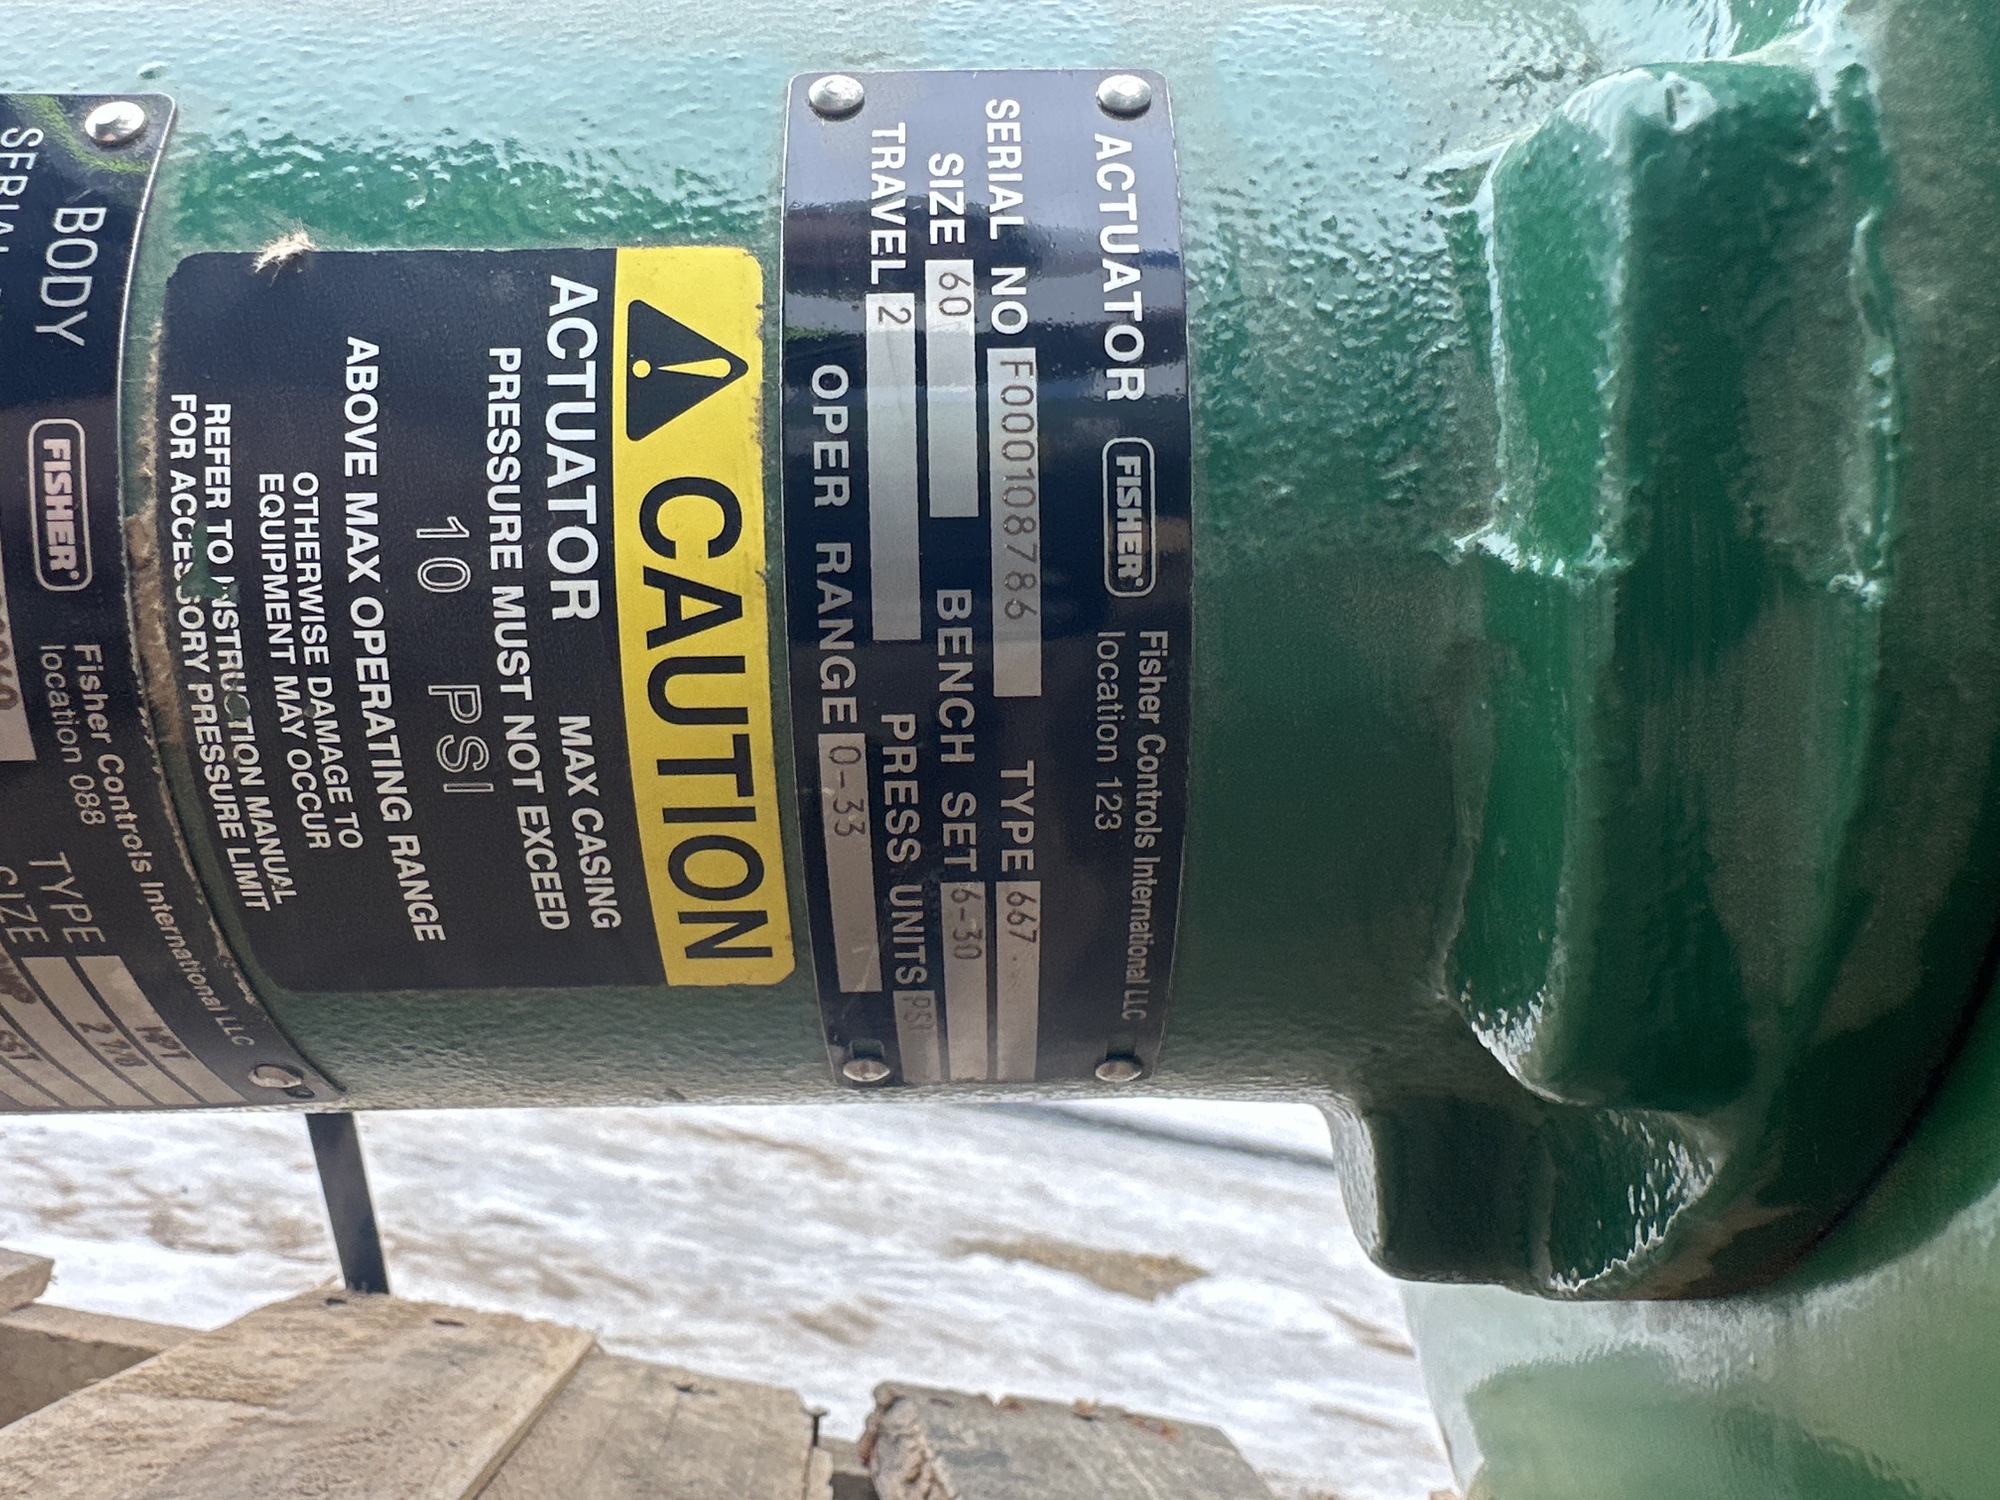 ACTUATOR FISHER® Fisher Controls International LLC
location 123
SERIAL NO F000108786 TYPE 667
SIZE 60 BENCH SET 6-30
TRAVEL 2 PRESS UNITS PSI
OPER RANGE 0-33
CAUTION
ACTUATOR MAX CASING
PRESSURE MUST NOT EXCEED
10 PSI
ABOVE MAX OPERATING RANGE
OTHERWISE DAMAGE TO
EQUIPMENT MAY OCCUR
REFER TO INSTRUCTION MANUAL
FOR ACCESSORY PRESSURE LIMIT
BODY FISHER® Fisher Controls International LLC
location 088
TYPE
SERIAL SIZE